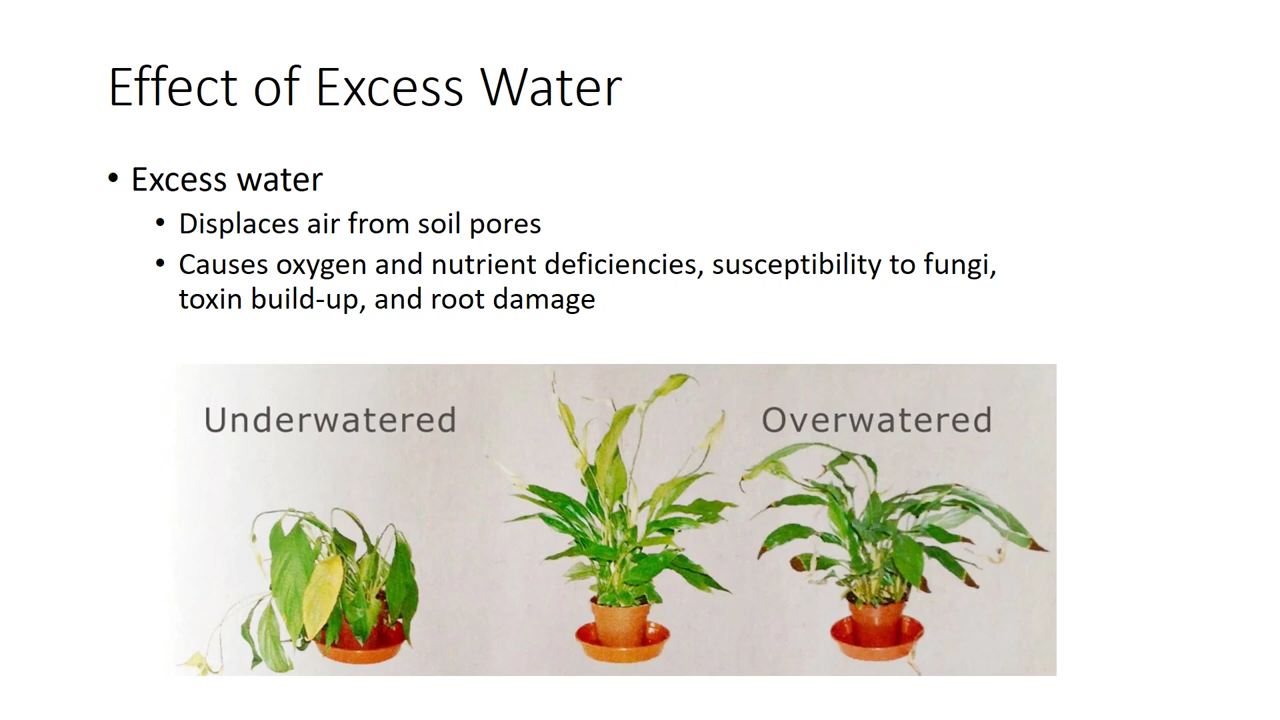 Effect of Excess Water
• Excess water
• Displaces air from soil pores
• Causes oxygen and nutrient deficiencies, susceptibility to fungi,
toxin build-up, and root damage
Underwatered
Overwatered